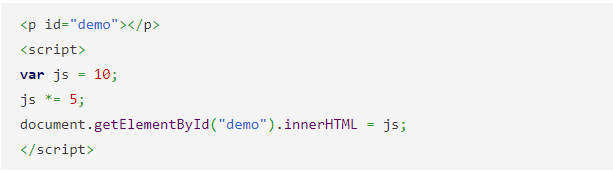 <p id="demo"></p>
<script>
var js = 10;
js *= 5;
document.getElementById("demo").innerHTML = js;
</script>